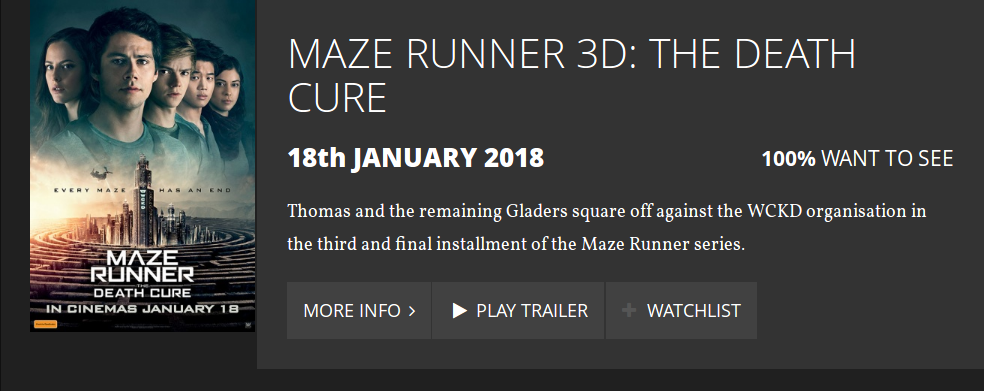 MAZE RUNNER 3D: THE DEATH
CURE
18th JANUARY 2018
100% WANT TO SEE
Thomas and the remaining Gladers square off against the WCKD organisation in
the third and final installment of the Maze Runner series.
MORE INFO >
PLAY TRAILER
+ WATCHLIST
EVERY MAZE HAS AN END
MAZE
RUNNER
THE
DEATH CURE
IN CINEMAS JANUARY 18